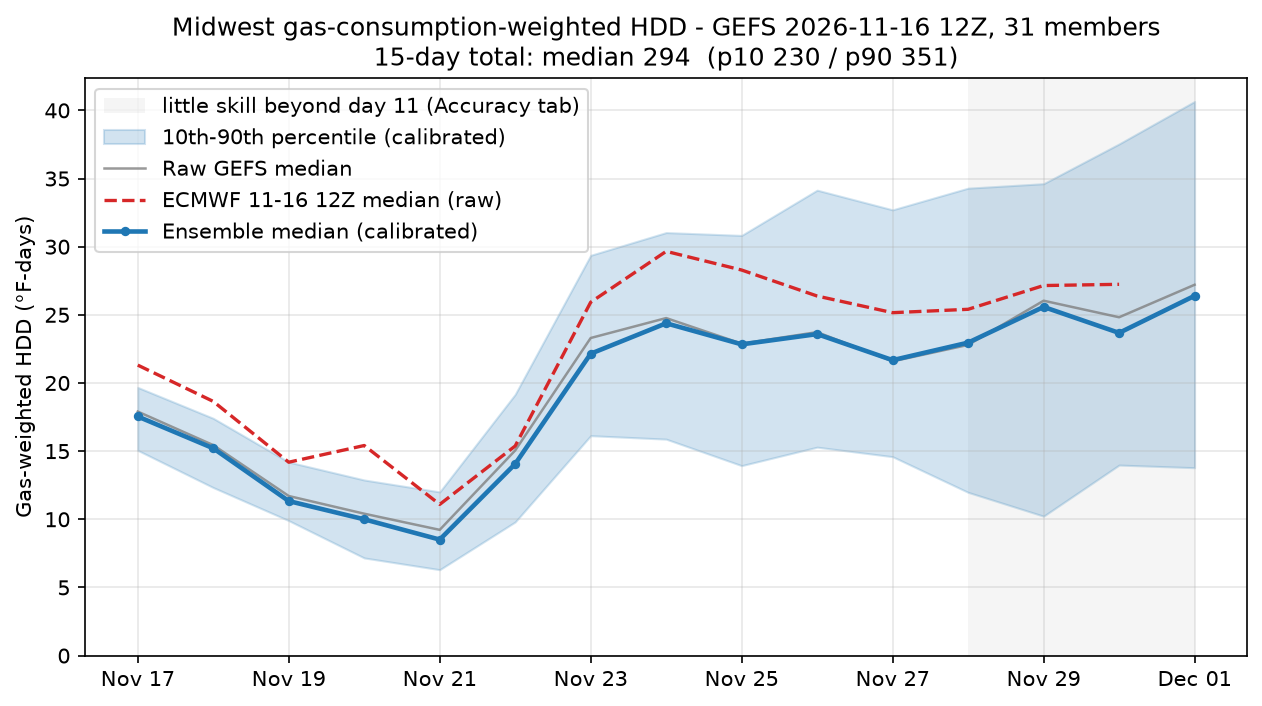 Midwest gas-consumption-weighted HDD - GEFS 2026-11-16 12Z, 31 members
15-day total: median 294  (p10 230 / p90 351)
little skill beyond day 11 (Accuracy tab)
10th-90th percentile (calibrated)
Raw GEFS median
ECMWF 11-16 12Z median (raw)
Ensemble median (calibrated)
Gas-weighted HDD (°F-days)
40
35
30
25
20
15
10
5
0
Nov 17
Nov 19
Nov 21
Nov 23
Nov 25
Nov 27
Nov 29
Dec 01